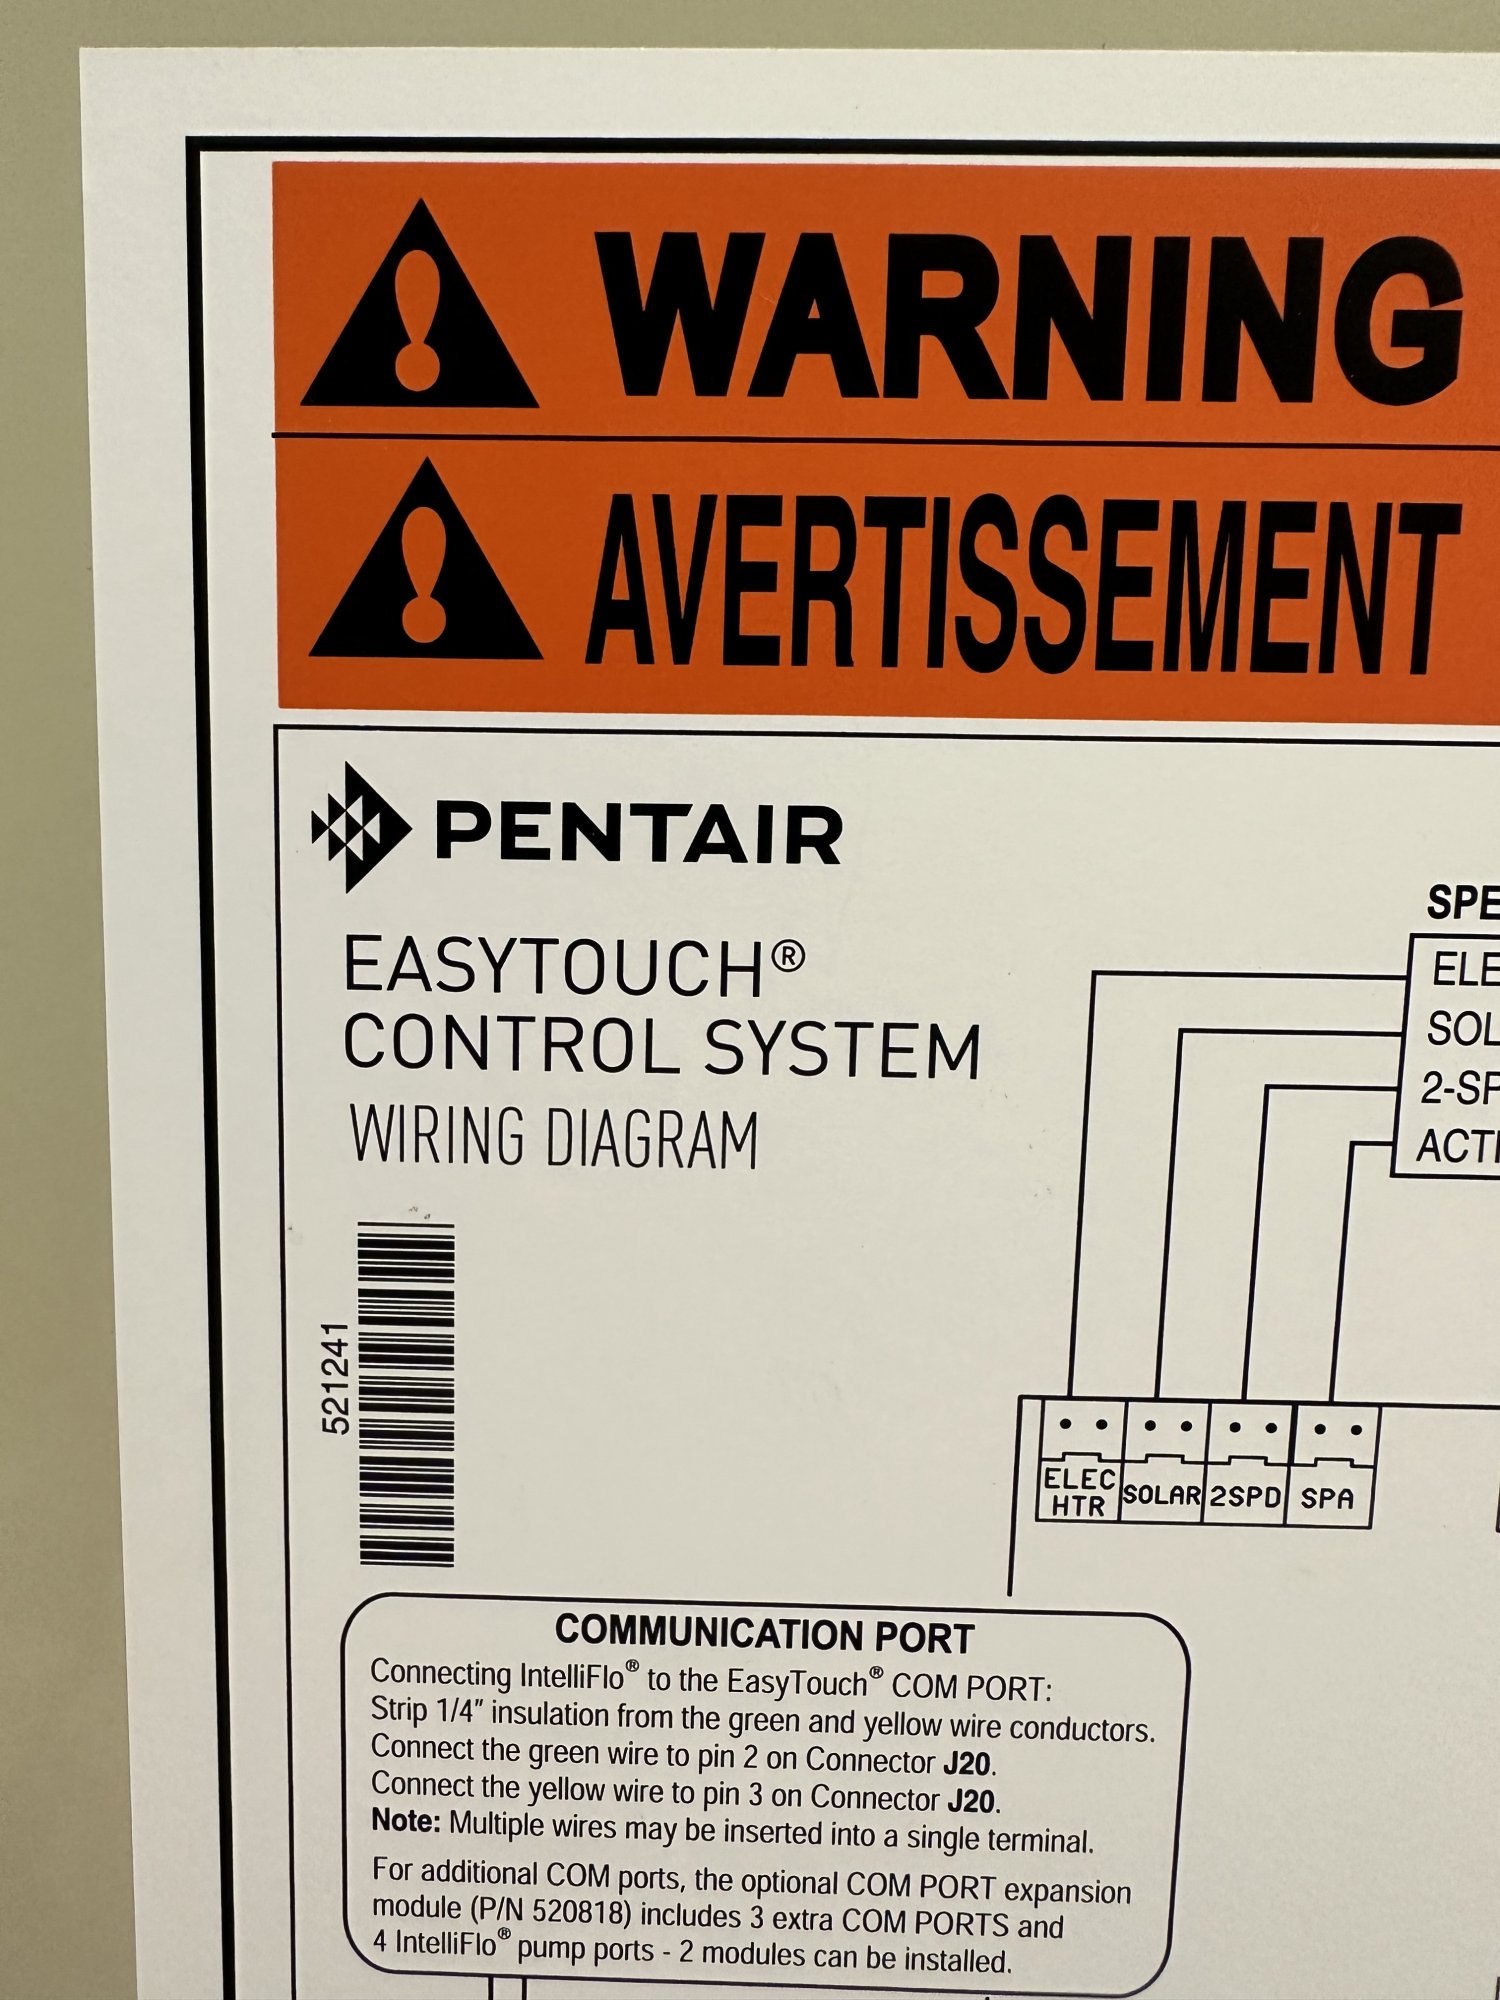 WARNING
AVERTISSEMENT
PENTAIR
EASYTOUCH®
CONTROL SYSTEM
WIRING DIAGRAM
521241
ELEC
HTR
SOLAR
2SPD
SPA
COMMUNICATION PORT
Connecting IntelliFlo® to the EasyTouch® COM PORT:
Strip 1/4" insulation from the green and yellow wire conductors.
Connect the green wire to pin 2 on Connector J20.
Connect the yellow wire to pin 3 on Connector J20.
Note: Multiple wires may be inserted into a single terminal.
For additional COM ports, the optional COM PORT expansion
module (P/N 520818) includes 3 extra COM PORTS and
4 IntelliFlo® pump ports - 2 modules can be installed.